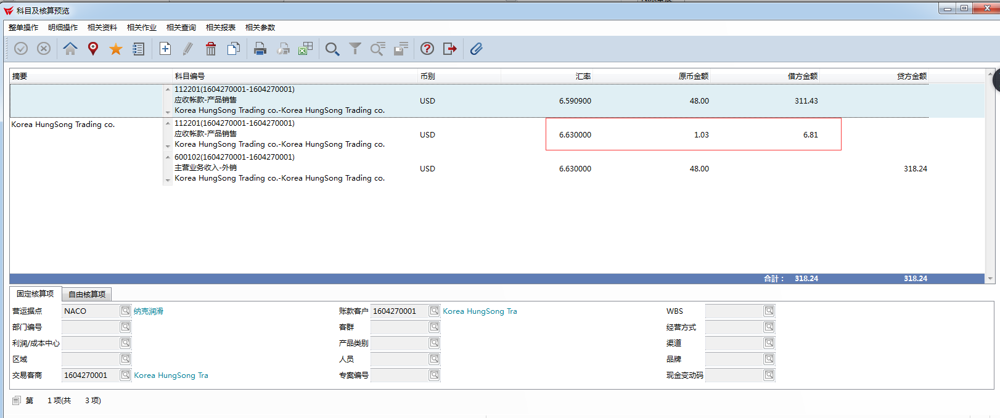 科目及核算预览
整单操作 明细操作 相关资料 相关作业 相关查询 相关报表 相关参数
摘要 科目编号 币别 汇率 原币金额 借方金额 贷方金额
112201(1604270001-1604270001)
应收帐款-产品销售 USD 6.590900 48.00 311.43
Korea HungSong Trading co.-Korea HungSong Trading co.
Korea HungSong Trading co. 112201(1604270001-1604270001)
应收帐款-产品销售 USD 6.630000 1.03 6.81
Korea HungSong Trading co.-Korea HungSong Trading co.
600102(1604270001-1604270001)
主营业务收入-外销 USD 6.630000 48.00 318.24
Korea HungSong Trading co.-Korea HungSong Trading co.
合計： 318.24 318.24
固定核算项 自由核算项
营运据点 NACO 纳克润滑 账款客户 1604270001 Korea HungSong Tra WBS
部门编号 客群 经营方式
利润/成本中心 产品类别 渠道
区域 人员 品牌
交易客商 1604270001 Korea HungSong Tra 专案编号 现金变动码
第 1 项(共 3 项)